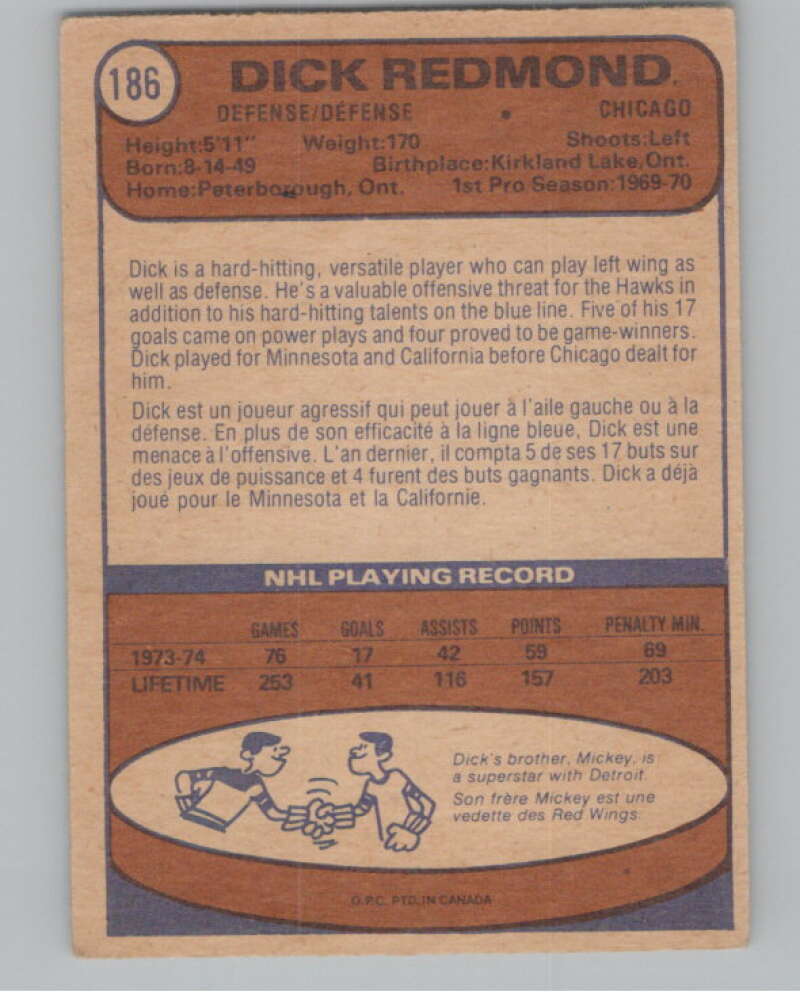 186
DICK REDMOND
DEFENSE/DÉFENSE • CHICAGO
Height:5'11" Weight:170 Shoots:Left
Born:8-14-49 Birthplace:Kirkland Lake,Ont.
Home:Peterborough, Ont. 1st Pro Season:1969-70
Dick is a hard-hitting, versatile player who can play left wing as
well as defense. He's a valuable offensive threat for the Hawks in
addition to his hard-hitting talents on the blue line. Five of his 17
goals came on power plays and four proved to be game-winners.
Dick played for Minnesota and California before Chicago dealt for
him.
Dick est un joueur agressif qui peut jouer à l'aile gauche ou à la
défense. En plus de son efficacité à la ligne bleue, Dick est une
menace à l'offensive. L'an dernier, il compta 5 de ses 17 buts sur
des jeux de puissance et 4 furent des buts gagnants. Dick a déjà
joué pour le Minnesota et la Californie.
NHL PLAYING RECORD
GAMES GOALS ASSISTS POINTS PENALTY MIN.
1973-74 76 17 42 59 69
LIFETIME 253 41 116 157 203
Dick's brother, Mickey, is
a superstar with Detroit.
Son frère Mickey est une
vedette des Red Wings.
O.P.C. PTD. IN CANADA